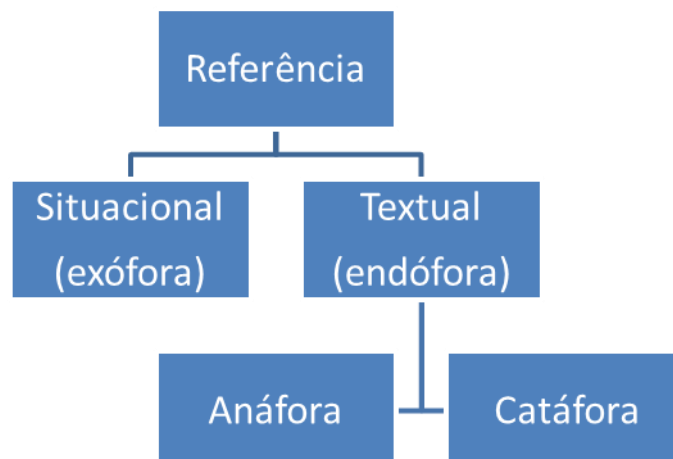 Referência
Situacional
(exófora)
Textual
(endófora)
Anáfora
Catáfora